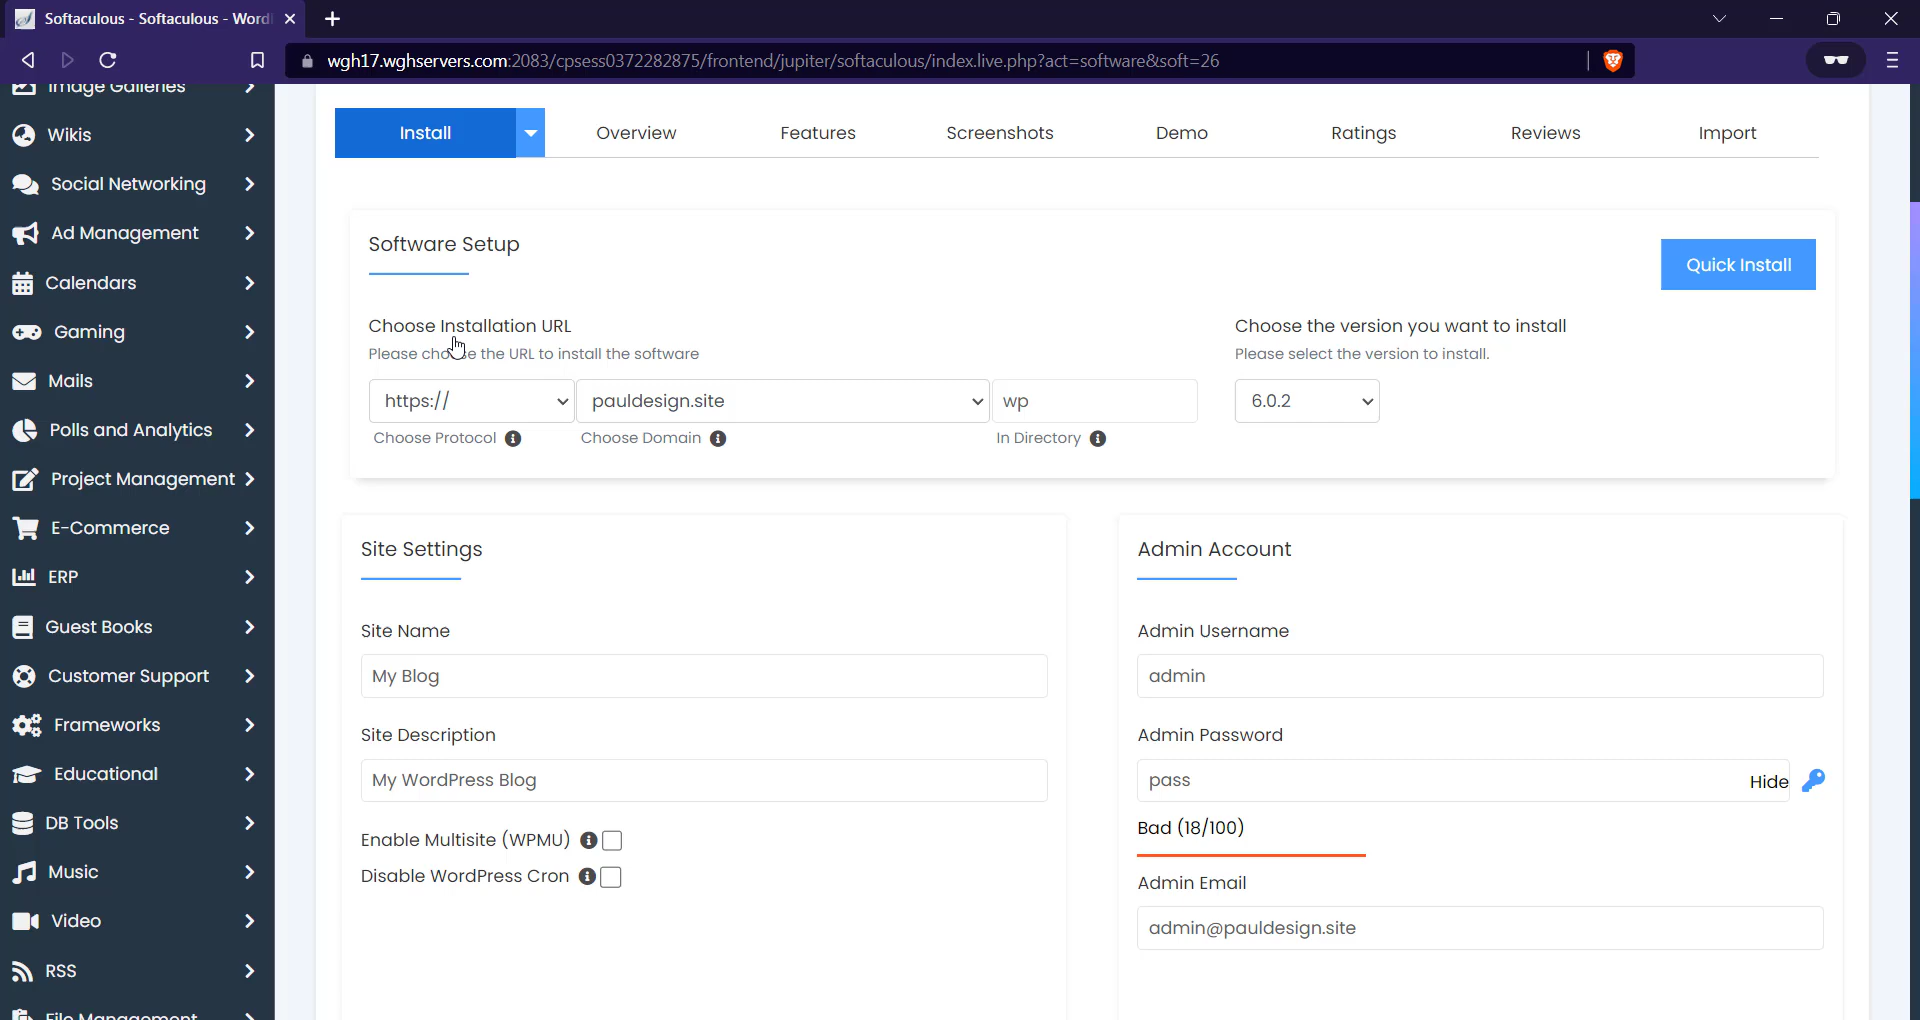 Softaculous - Softaculous - Word
wgh17.wghservers.com:2083/cpsess0372282875/frontend/jupiter/softaculous/index.live.php?act=software&soft=26
Image Galleries
Wikis
Social Networking
Ad Management
Calendars
Gaming
Mails
Polls and Analytics
Project Management
E-Commerce
ERP
Guest Books
Customer Support
Frameworks
Educational
DB Tools
Music
Video
RSS
File Management
Install
Overview
Features
Screenshots
Demo
Ratings
Reviews
Import
Software Setup
Quick Install
Choose Installation URL
Please choose the URL to install the software
https://
pauldesign.site
wp
Choose Protocol
Choose Domain
In Directory
Choose the version you want to install
Please select the version to install.
6.0.2
Site Settings
Site Name
My Blog
Site Description
My WordPress Blog
Enable Multisite (WPMU)
Disable WordPress Cron
Admin Account
Admin Username
admin
Admin Password
pass
Hide
Bad (18/100)
Admin Email
admin@pauldesign.site